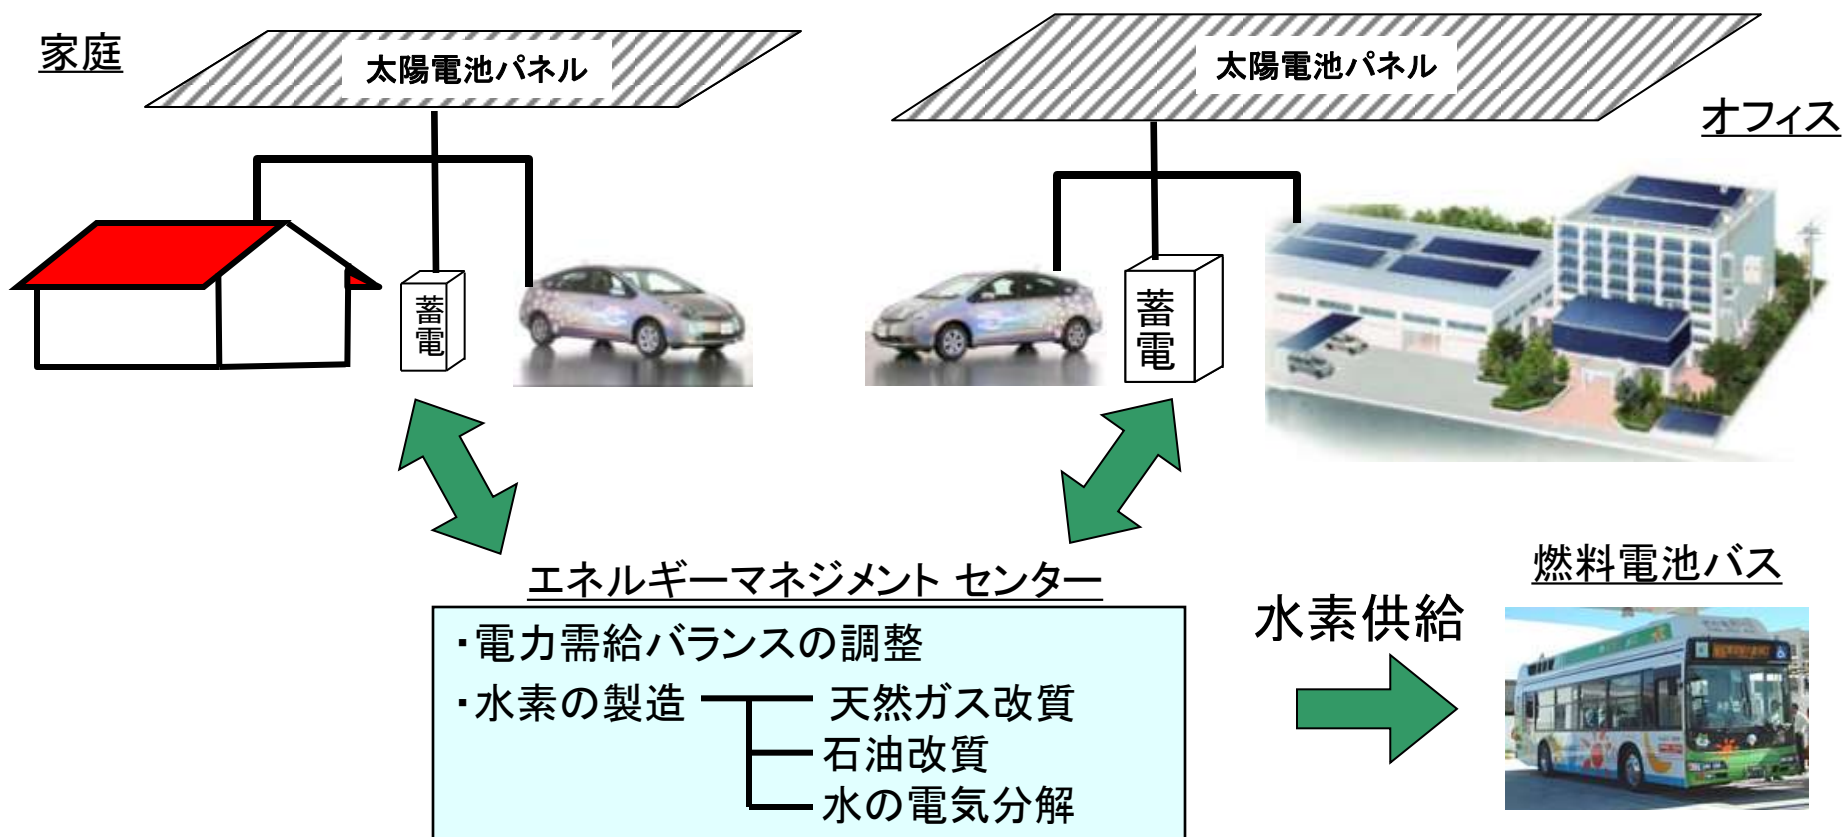 家庭
太陽電池パネル
太陽電池パネル
オフィス
蓄電
蓄電
エネルギーマネジメント センター
・電力需給バランスの調整
・水素の製造
天然ガス改質
石油改質
水の電気分解
水素供給
燃料電池バス